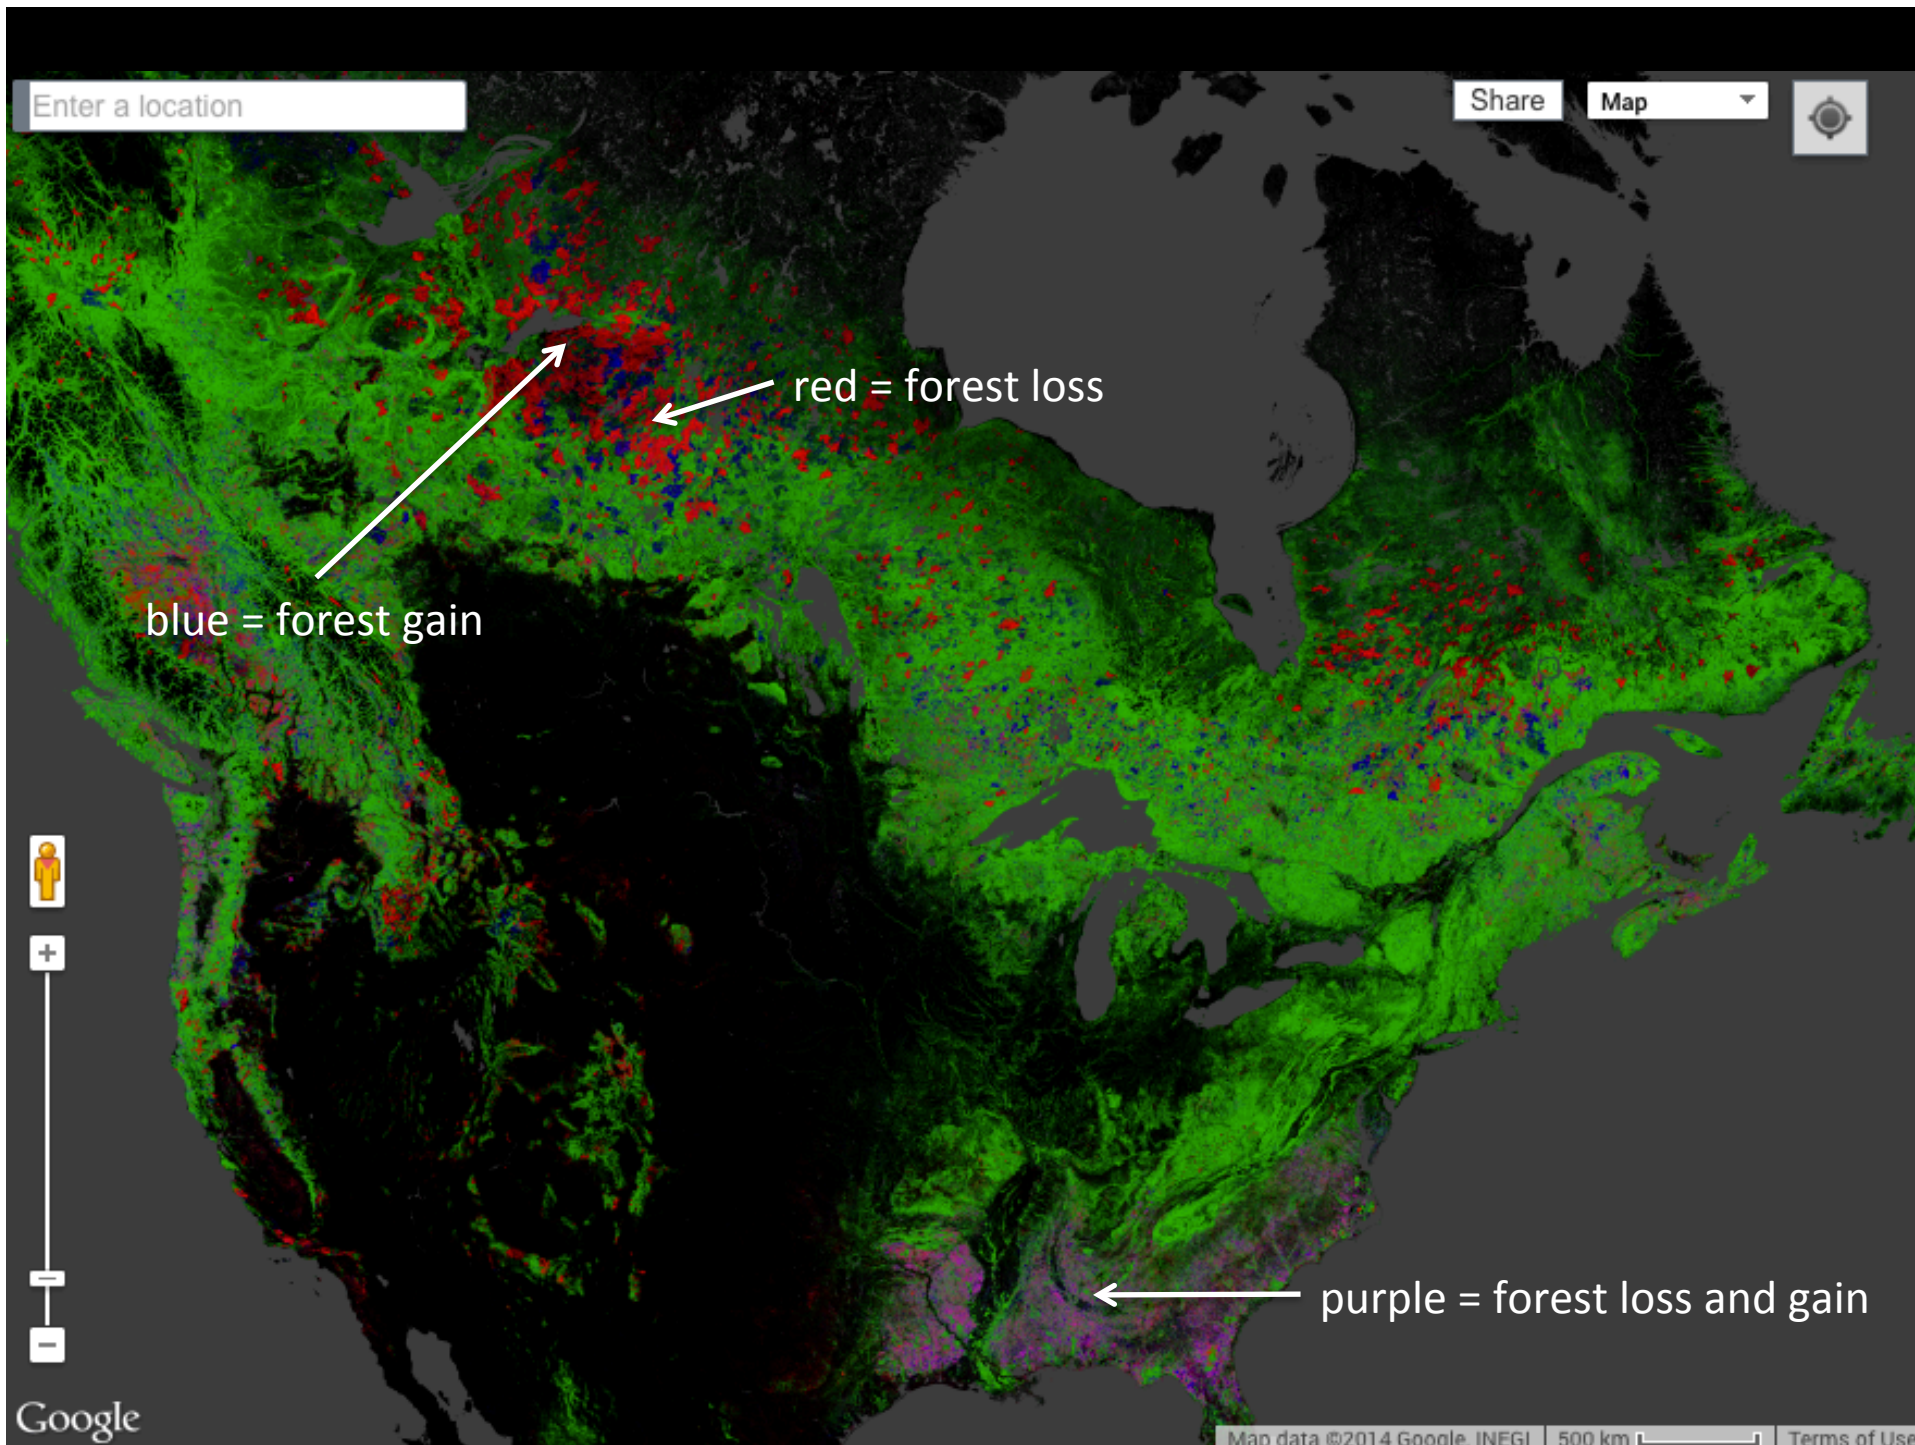 Enter a location
Share
Map
red = forest loss
blue = forest gain
purple = forest loss and gain
Google
Map data ©2014 Google, INEGI
500 km
Terms of Use